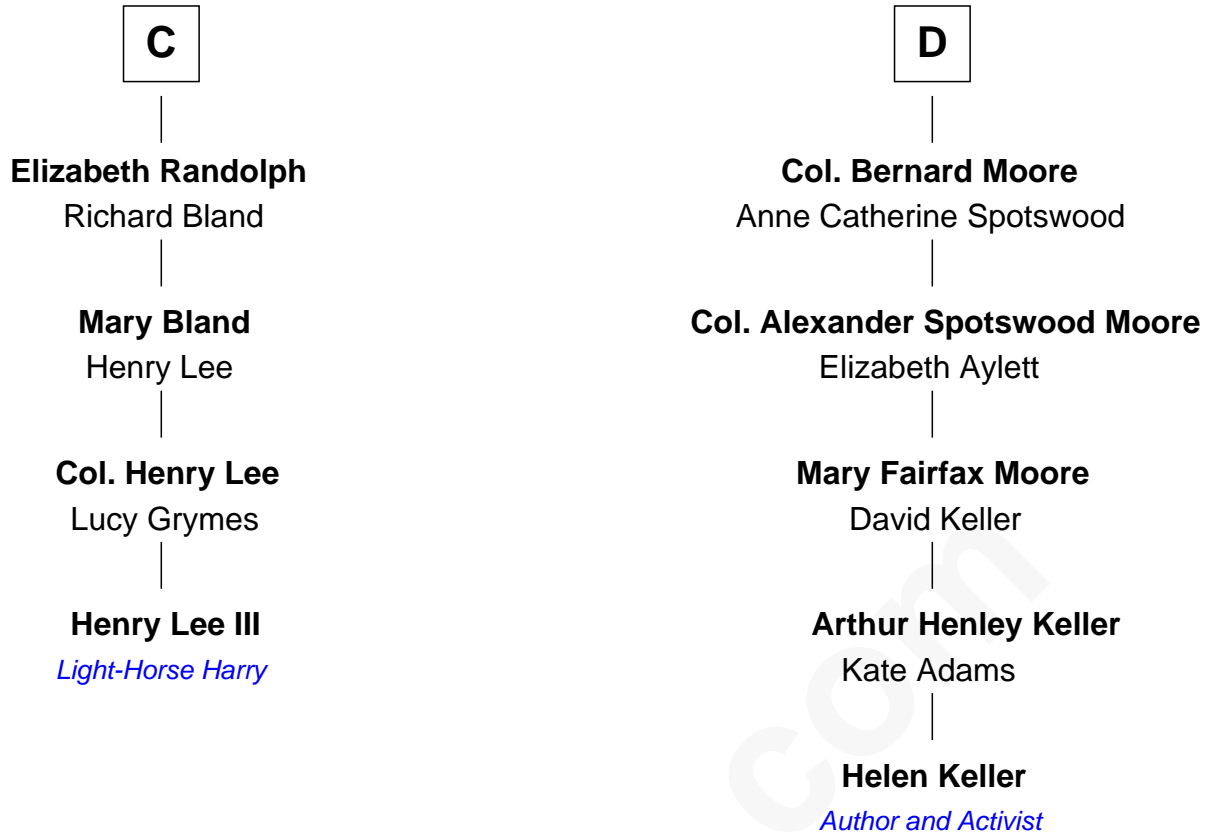 C
Elizabeth Randolph
Richard Bland
Mary Bland
Henry Lee
Col. Henry Lee
Lucy Grymes
Henry Lee III
Light-Horse Harry
D
Col. Bernard Moore
Anne Catherine Spotswood
Col. Alexander Spotswood Moore
Elizabeth Aylett
Mary Fairfax Moore
David Keller
Arthur Henley Keller
Kate Adams
Helen Keller
Author and Activist
com